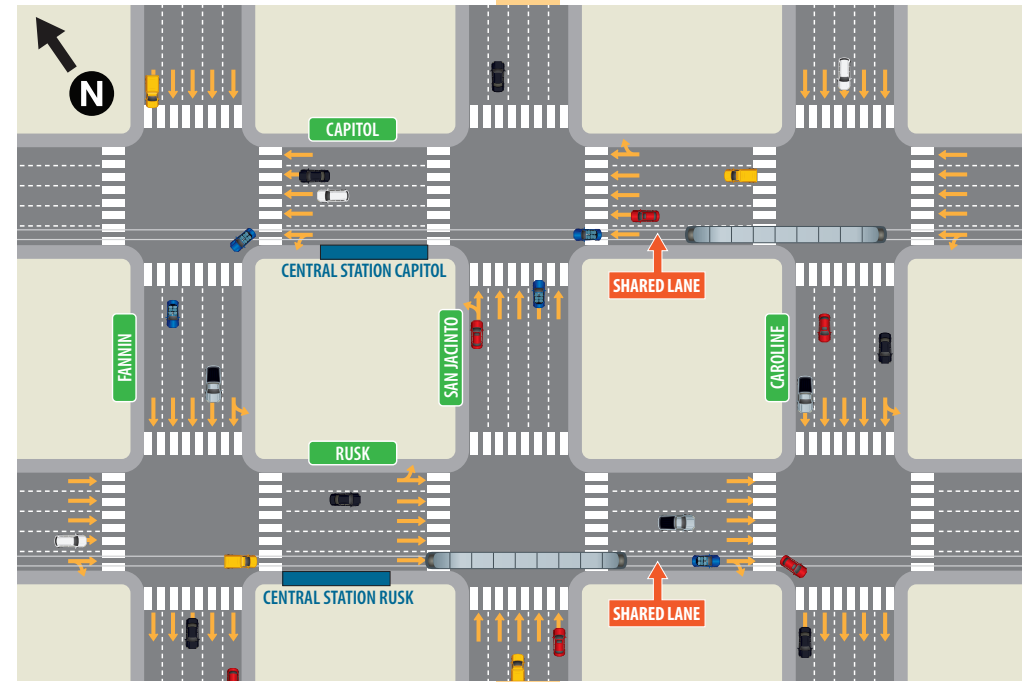 N
CAPITOL
CENTRAL STATION CAPITOL
SHARED LANE
FANNIN
SAN JACINTO
CAROLINE
RUSK
CENTRAL STATION RUSK
SHARED LANE